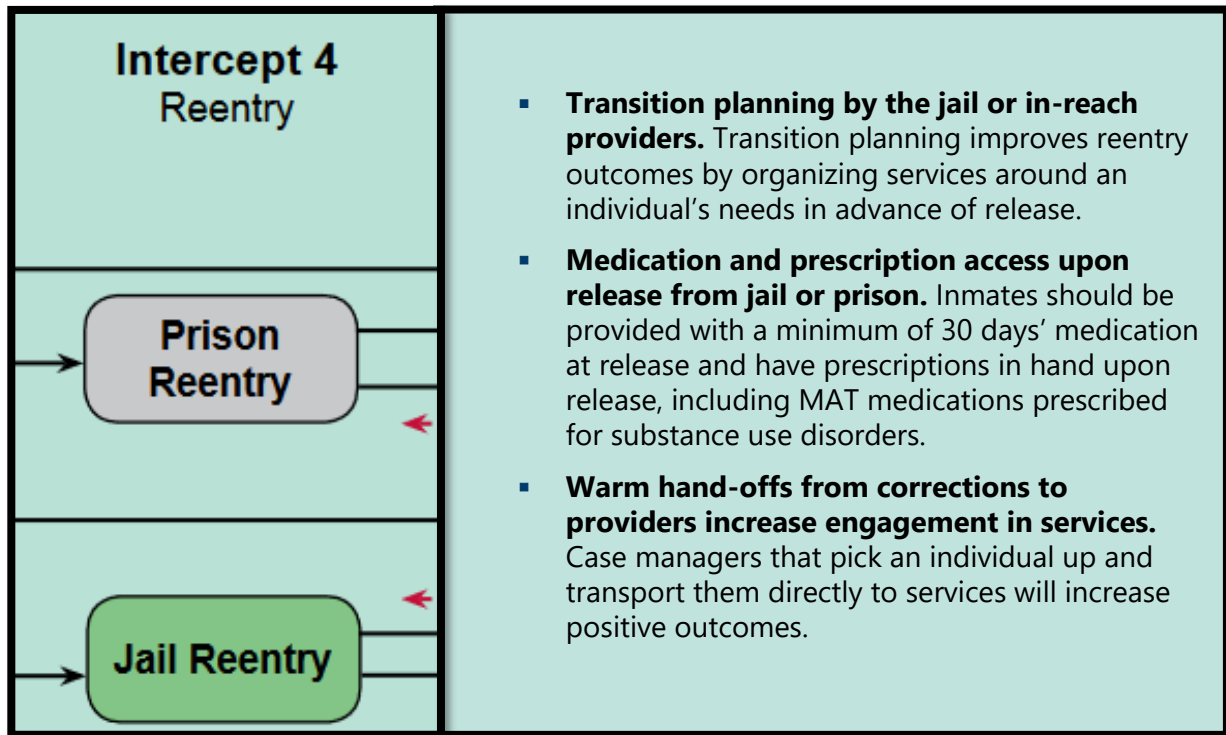 Intercept 4
Reentry
Prison
Reentry
Jail Reentry
▪ Transition planning by the jail or in-reach
providers. Transition planning improves reentry
outcomes by organizing services around an
individual’s needs in advance of release.
▪ Medication and prescription access upon
release from jail or prison. Inmates should be
provided with a minimum of 30 days’ medication
at release and have prescriptions in hand upon
release, including MAT medications prescribed
for substance use disorders.
▪ Warm hand-offs from corrections to
providers increase engagement in services.
Case managers that pick an individual up and
transport them directly to services will increase
positive outcomes.